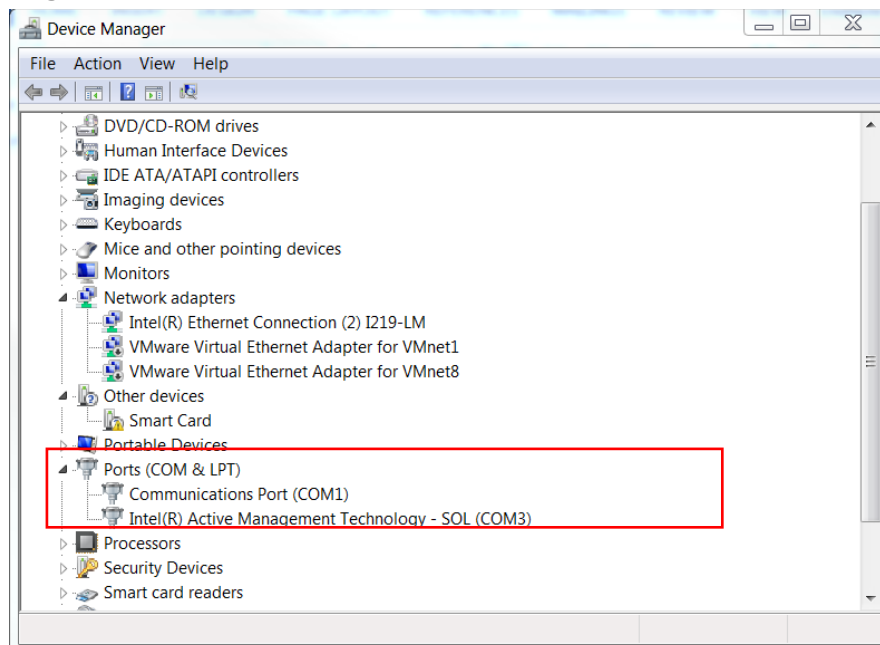 Device Manager
File Action View Help
DVD/CD-ROM drives
Human Interface Devices
IDE ATA/ATAPI controllers
Imaging devices
Keyboards
Mice and other pointing devices
Monitors
Network adapters
Intel(R) Ethernet Connection (2) I219-LM
VMware Virtual Ethernet Adapter for VMnet1
VMware Virtual Ethernet Adapter for VMnet8
Other devices
Smart Card
Portable Devices
Ports (COM & LPT)
Communications Port (COM1)
Intel(R) Active Management Technology - SOL (COM3)
Processors
Security Devices
Smart card readers